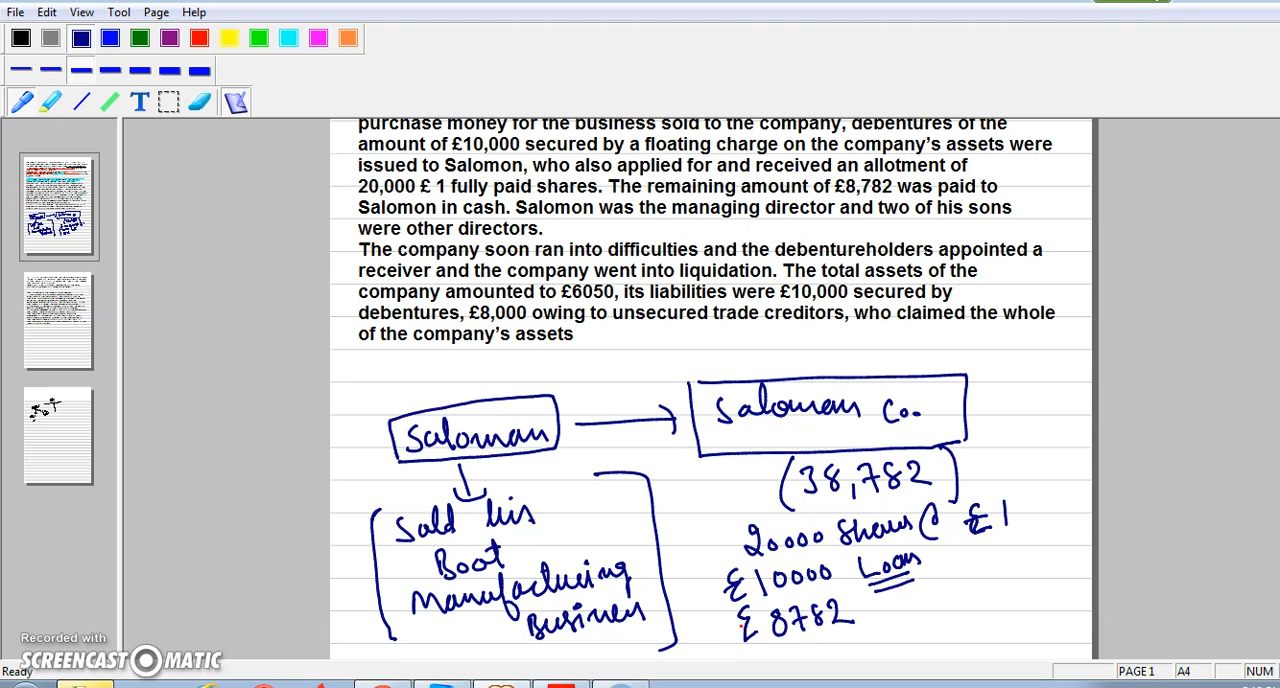 File Edit View Tool Page Help
purchase money for the business sold to the company, debentures of the
amount of £10,000 secured by a floating charge on the company's assets were
issued to Salomon, who also applied for and received an allotment of
20,000 £ 1 fully paid shares. The remaining amount of £8,782 was paid to
Salomon in cash. Salomon was the managing director and two of his sons
were other directors.
The company soon ran into difficulties and the debentureholders appointed a
receiver and the company went into liquidation. The total assets of the
company amounted to £6050, its liabilities were £10,000 secured by
debentures, £8,000 owing to unsecured trade creditors, who claimed the whole
of the company's assets
Saloman
Saloman Co.
(38,782)
Sold his
Boot
Manufacturing
Business
20000 Shares @ £1
£10000 Loan
£8782
Recorded with
SCREENCAST-O-MATIC
Ready
PAGE1 A4 NUM